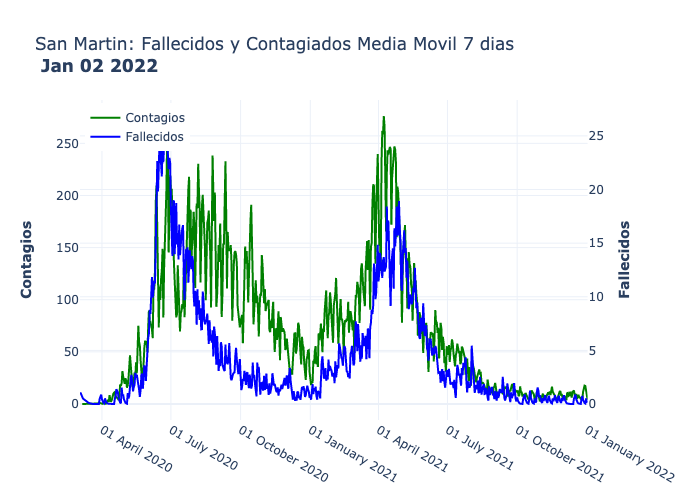 San Martin: Fallecidos y Contagiados Media Movil 7 dias
Jan 02 2022
Contagios
Fallecidos
250
200
150
100
50
0
Contagios
25
20
15
10
5
0
Fallecidos
01 April 2020
01 July 2020
01 October 2020
01 January 2021
01 April 2021
01 July 2021
01 October 2021
01 January 2022